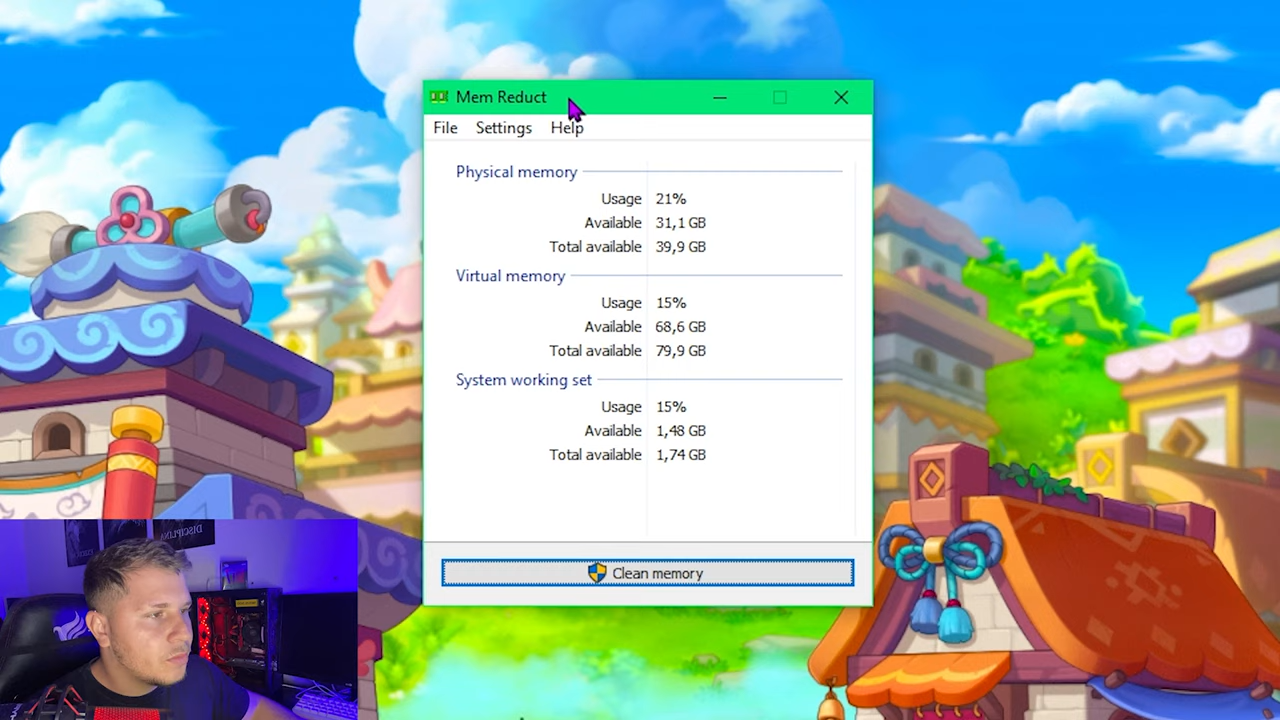 Mem Reduct
File Settings Help
Physical memory
Usage 21%
Available 31,1 GB
Total available 39,9 GB
Virtual memory
Usage 15%
Available 68,6 GB
Total available 79,9 GB
System working set
Usage 15%
Available 1,48 GB
Total available 1,74 GB
Clean memory